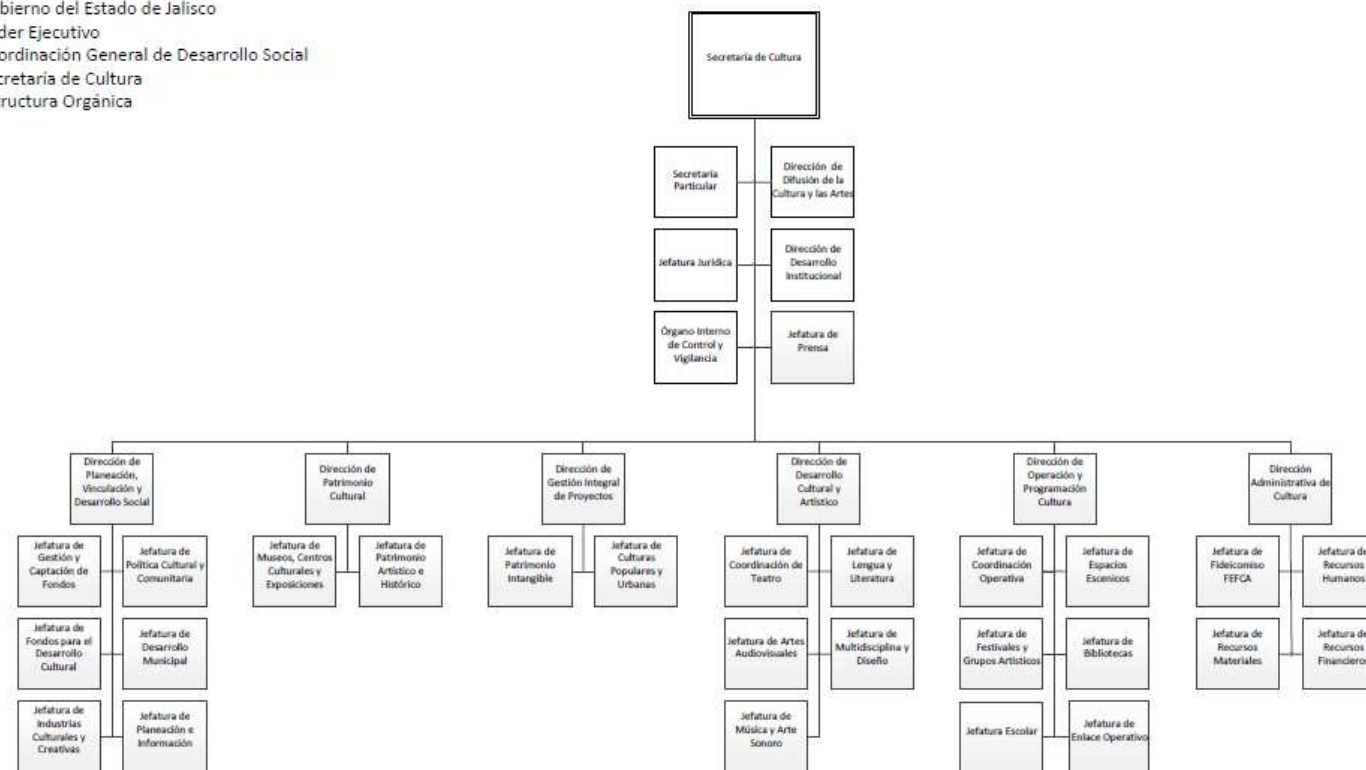 bierno del Estado de Jalisco
der Ejecutivo
ordinación General de Desarrollo Social
cretaría de Cultura
tructura Orgánica
Secretaría de Cultura
Secretaría
Particular
Dirección de
Difusión de la
Cultura y las Artes
Jefatura Jurídica
Dirección de
Desarrollo
Institucional
Órgano Interno
de Control y
Vigilancia
Jefatura de
Prensa
Dirección de
Planeación,
Vinculación y
Desarrollo Social
Dirección de
Patrimonio
Cultural
Dirección de
Gestión Integral
de Proyectos
Dirección de
Desarrollo
Cultural y
Artístico
Dirección de
Operación y
Programación
Cultura
Dirección
Administrativa de
Cultura
Jefatura de
Gestión y
Captación de
Fondos
Jefatura de
Política Cultural y
Comunitaria
Jefatura de
Museos, Centros
Culturales y
Exposiciones
Jefatura de
Patrimonio
Artístico e
Histórico
Jefatura de
Patrimonio
Intangible
Jefatura de
Culturas
Populares y
Urbanas
Jefatura de
Coordinación de
Teatro
Jefatura de
Lengua y
Literatura
Jefatura de
Coordinación
Operativa
Jefatura de
Espacios
Escenicos
Jefatura de
Fideicomiso
FEFCA
Jefatura de
Recursos
Humanos
Jefatura de
Fondos para el
Desarrollo
Cultural
Jefatura de
Desarrollo
Municipal
Jefatura de Artes
Audiovisuales
Jefatura de
Multidisciplina y
Diseño
Jefatura de
Festivales y
Grupos Artísticos
Jefatura de
Bibliotecas
Jefatura de
Recursos
Materiales
Jefatura de
Recursos
Financieros
Jefatura de
Industrias
Culturales y
Creativas
Jefatura de
Planeación e
Información
Jefatura de
Música y Arte
Sonoro
Jefatura Escolar
Jefatura de
Enlace Operativo